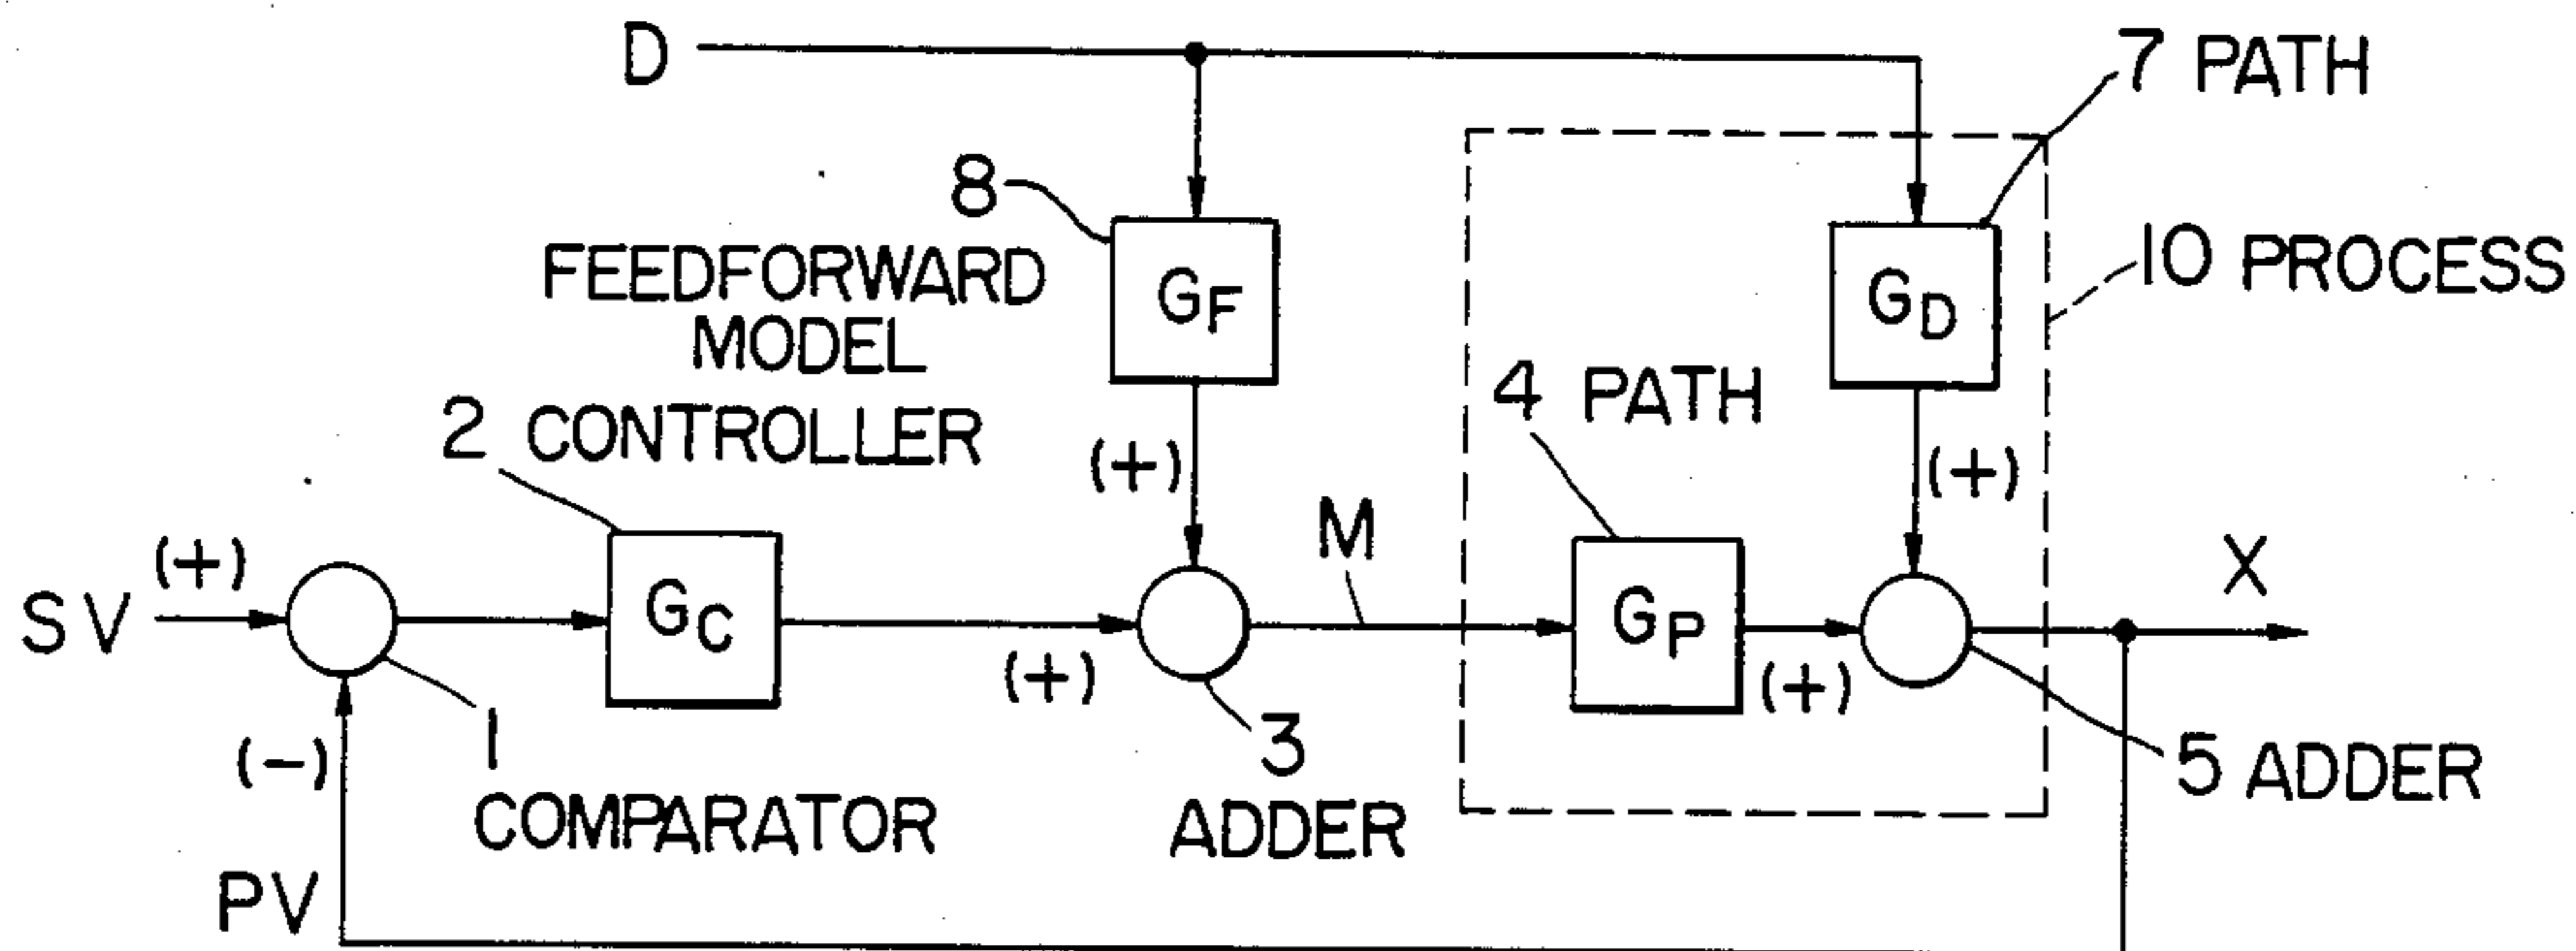 D
7 PATH
8
FEEDFORWARD
MODEL
GF
GD
10 PROCESS
2 CONTROLLER
4 PATH
(+)
(+)
M
SV
(+)
GC
(+)
GP
(+)
X
(-)
1
COMPARATOR
3
ADDER
5 ADDER
PV